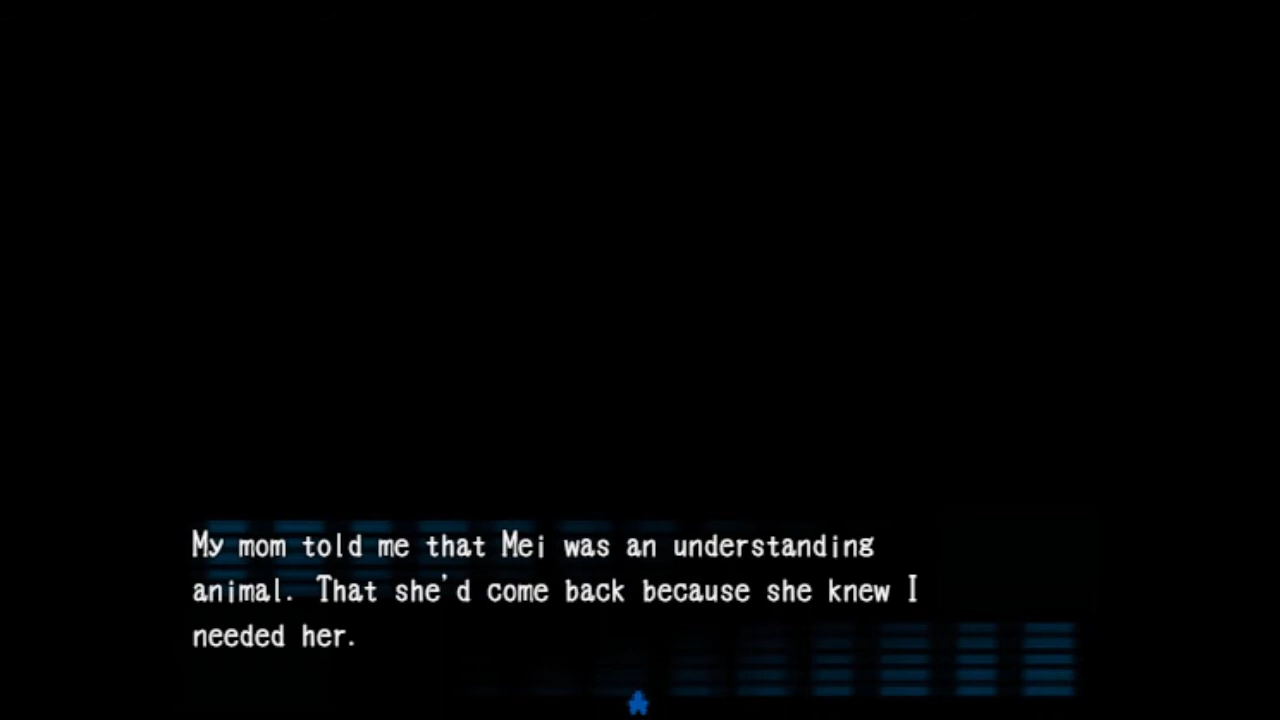 My mom told me that Mei was an understanding
animal. That she'd come back because she knew I
needed her.